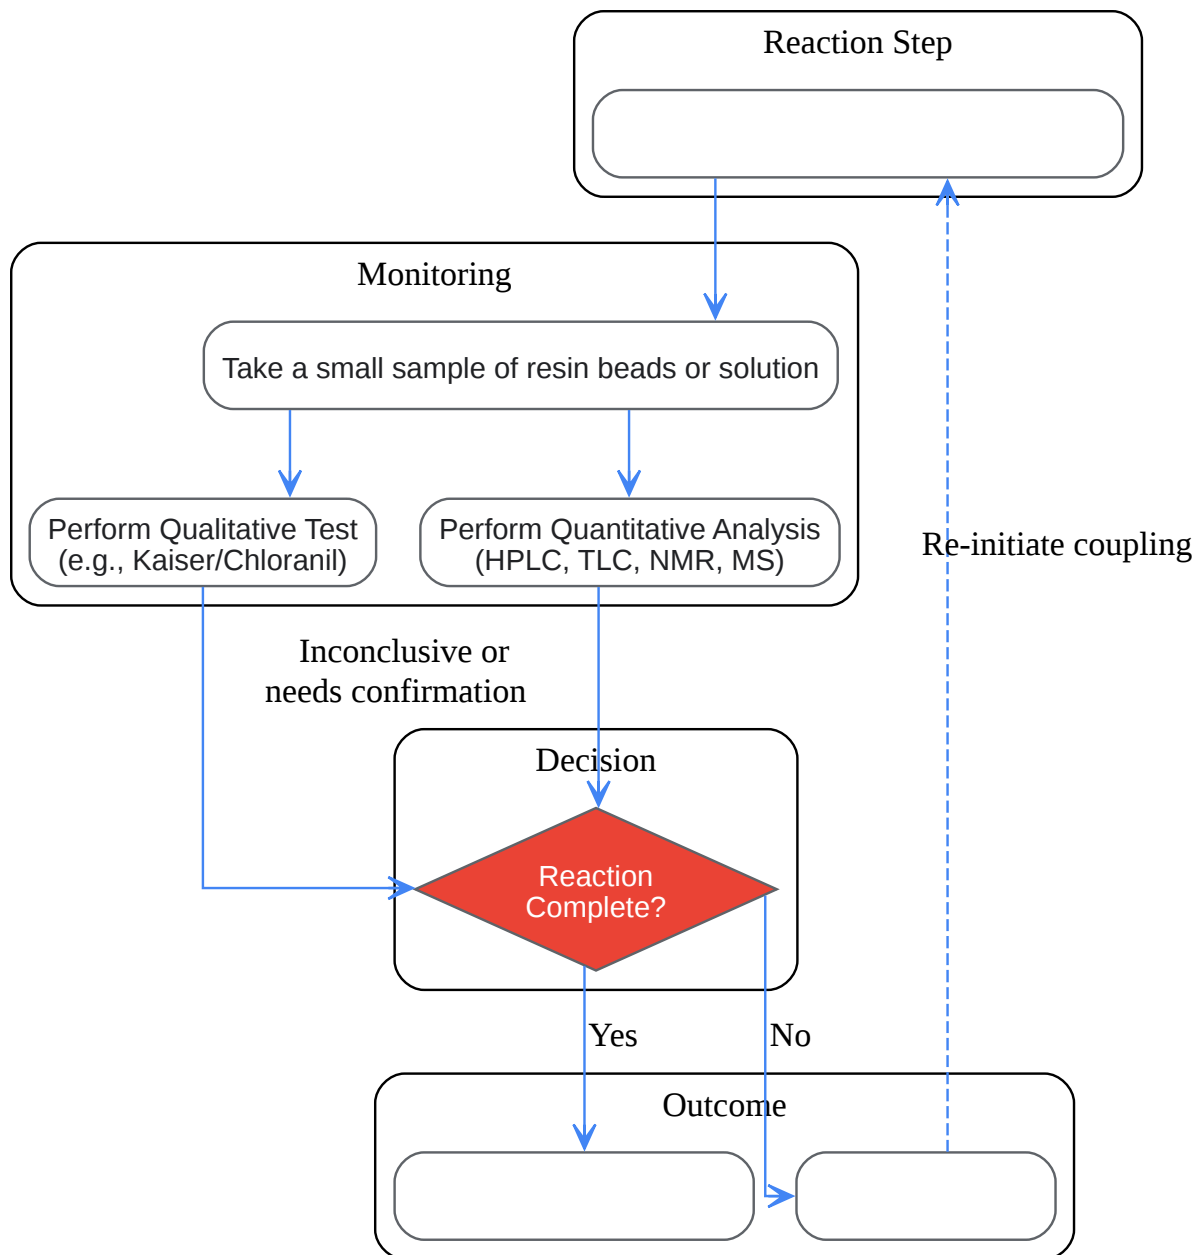 Reaction Step
Monitoring
Take a small sample of resin beads or solution
Perform Qualitative Test
(e.g., Kaiser/Chloranil)
Perform Quantitative Analysis
(HPLC, TLC, NMR, MS)
Re-initiate coupling
Inconclusive or
needs confirmation
Decision
Reaction
Complete?
Yes
No
Outcome